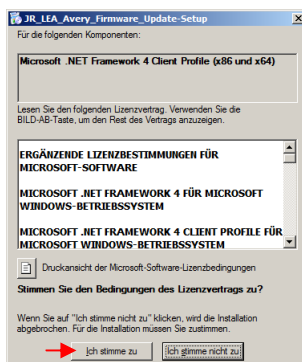 JR_LEA_Avery_Firmware_Update-Setup
Für die folgenden Komponenten:
Microsoft .NET Framework 4 Client Profile (x86 und x64)
Lesen Sie den folgenden Lizenzvertrag. Verwenden Sie die
BILD-AB-Taste, um den Rest des Vertrags anzuzeigen.
ERGÄNZENDE LIZENZBESTIMMUNGEN FÜR
MICROSOFT-SOFTWARE
MICROSOFT .NET FRAMEWORK 4 FÜR MICROSOFT
WINDOWS-BETRIEBSSYSTEM
MICROSOFT .NET FRAMEWORK 4 CLIENT PROFILE FÜR
MICROSOFT WINDOWS-BETRIEBSSYSTEM
Druckansicht der Microsoft-Software-Lizenzbedingungen
Stimmen Sie den Bedingungen des Lizenzvertrags zu?
Wenn Sie auf "Ich stimme nicht zu" klicken, wird die Installation
abgebrochen. Für die Installation müssen Sie zustimmen.
Ich stimme zu
Ich stimme nicht zu